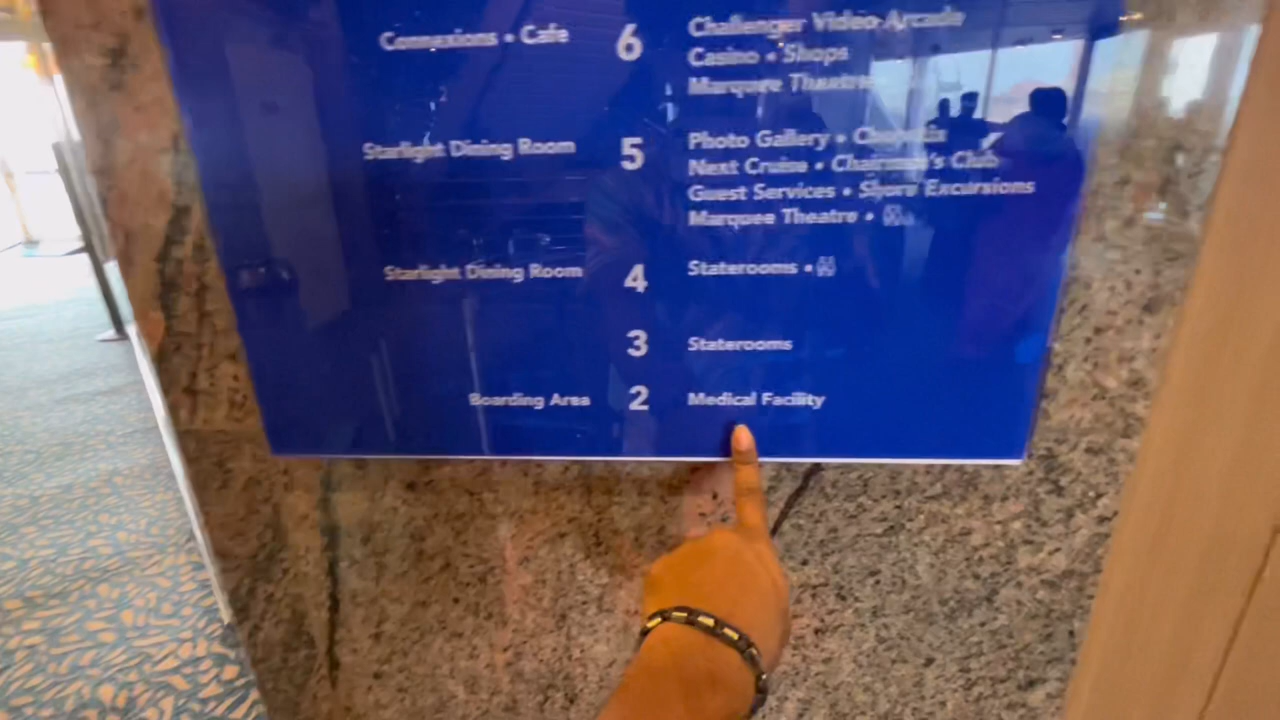 Connexions • Cafe 6 Challenger Video Arcade
Casino • Shops
Marquee Theatre
Starlight Dining Room 5 Photo Gallery •
Next Cruise • Chairman's Club
Guest Services • Shore Excursions
Marquee Theatre •
Starlight Dining Room 4 Staterooms •
3 Staterooms
Boarding Area 2 Medical Facility